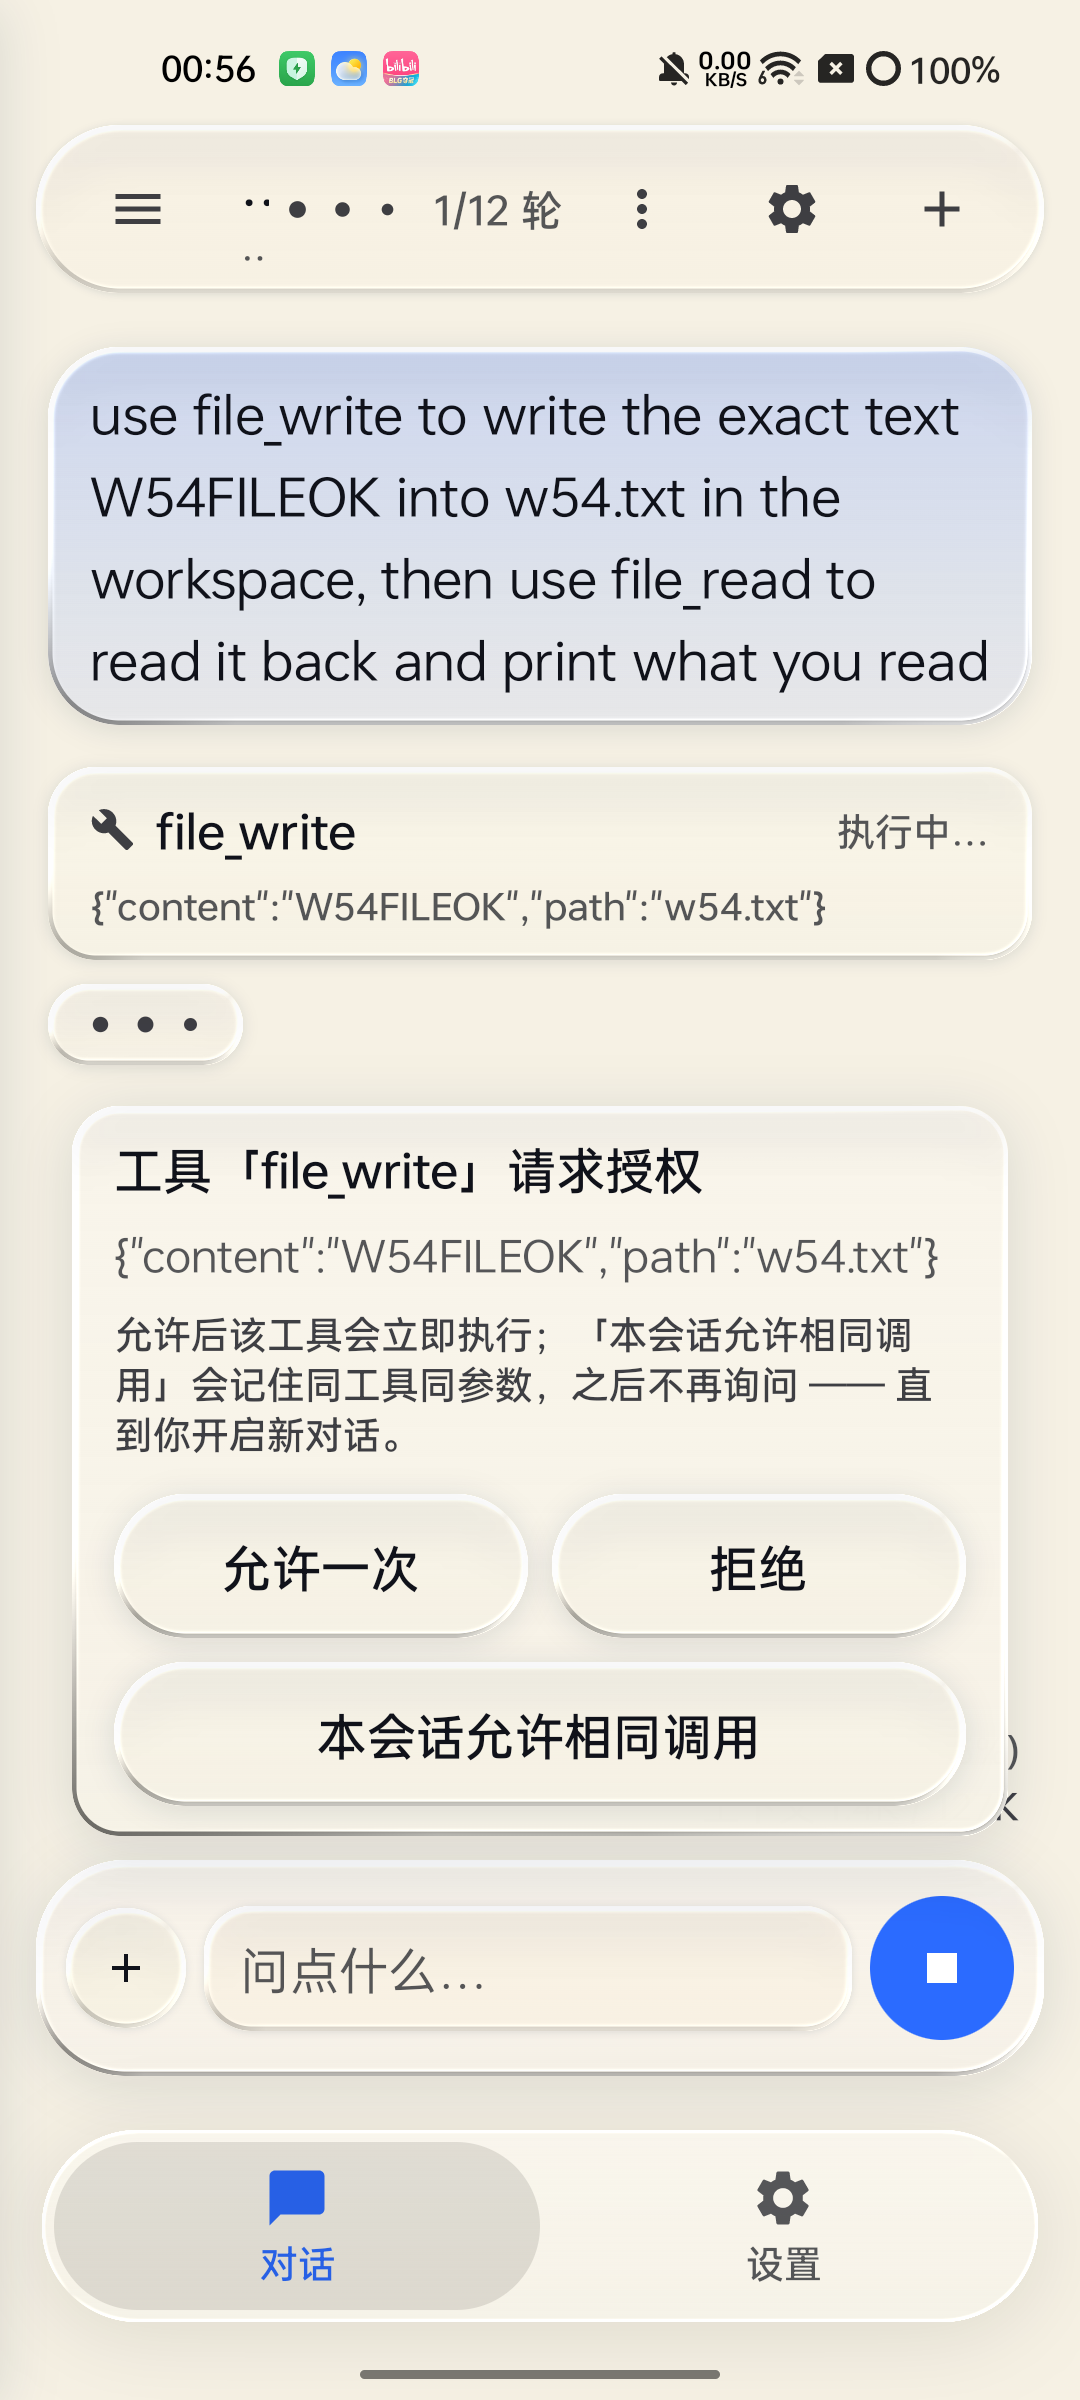 00:56
bilibili
0.00
KB/S
6
100%
1/12 轮
use file_write to write the exact text
W54FILEOK into w54.txt in the
workspace, then use file_read to
read it back and print what you read
file_write
执行中...
{"content":"W54FILEOK","path":"w54.txt"}
工具「file_write」请求授权
{"content":"W54FILEOK","path":"w54.txt"}
允许后该工具会立即执行；「本会话允许相同调
用」会记住同工具同参数，之后不再询问 —— 直
到你开启新对话。
允许一次
拒绝
本会话允许相同调用
)
K
问点什么...
对话
设置